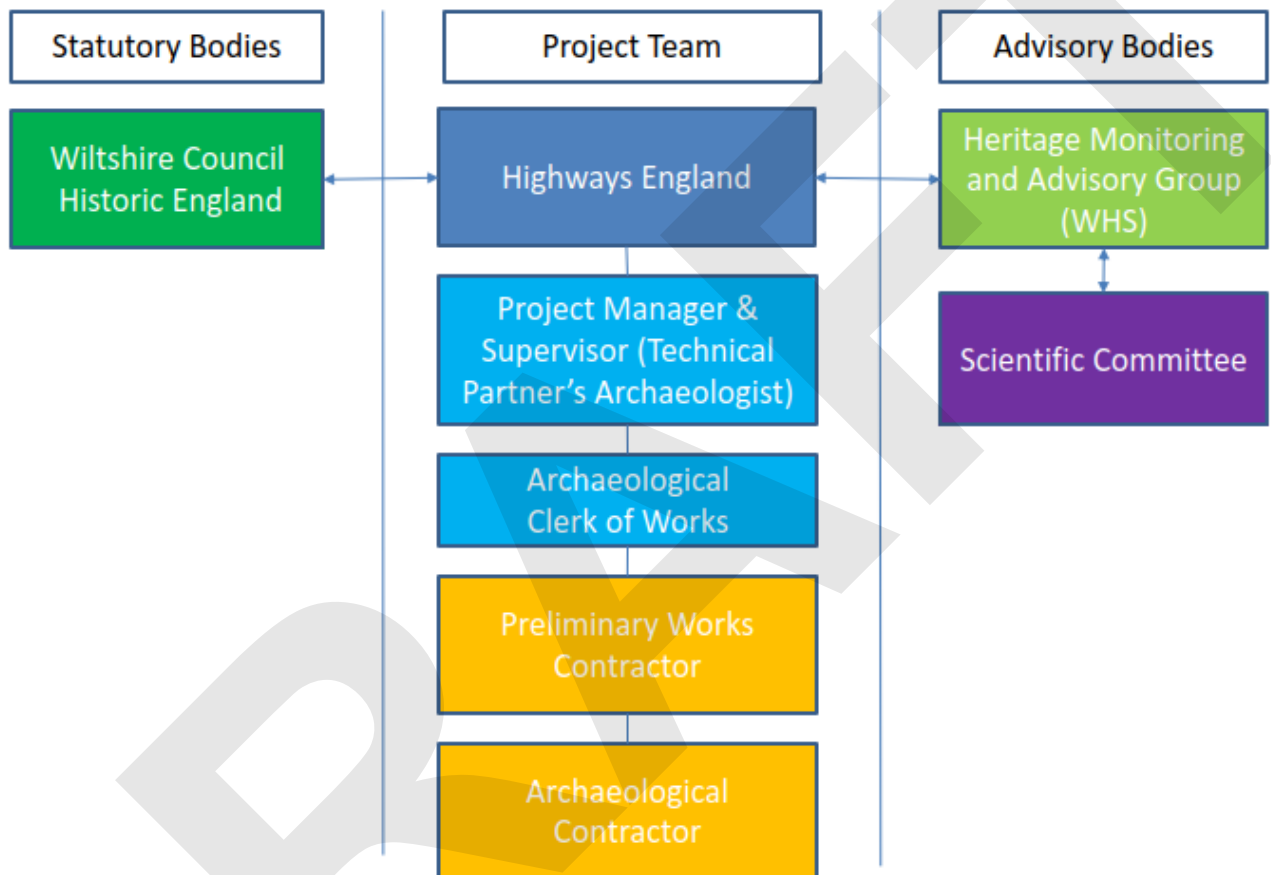 Statutory Bodies
Project Team
Advisory Bodies
Wiltshire Council
Historic England
Highways England
Heritage Monitoring
and Advisory Group
(WHS)
Project Manager &
Supervisor (Technical
Partner’s Archaeologist)
Scientific Committee
Archaeological
Clerk of Works
Preliminary Works
Contractor
Archaeological
Contractor
DRAFT